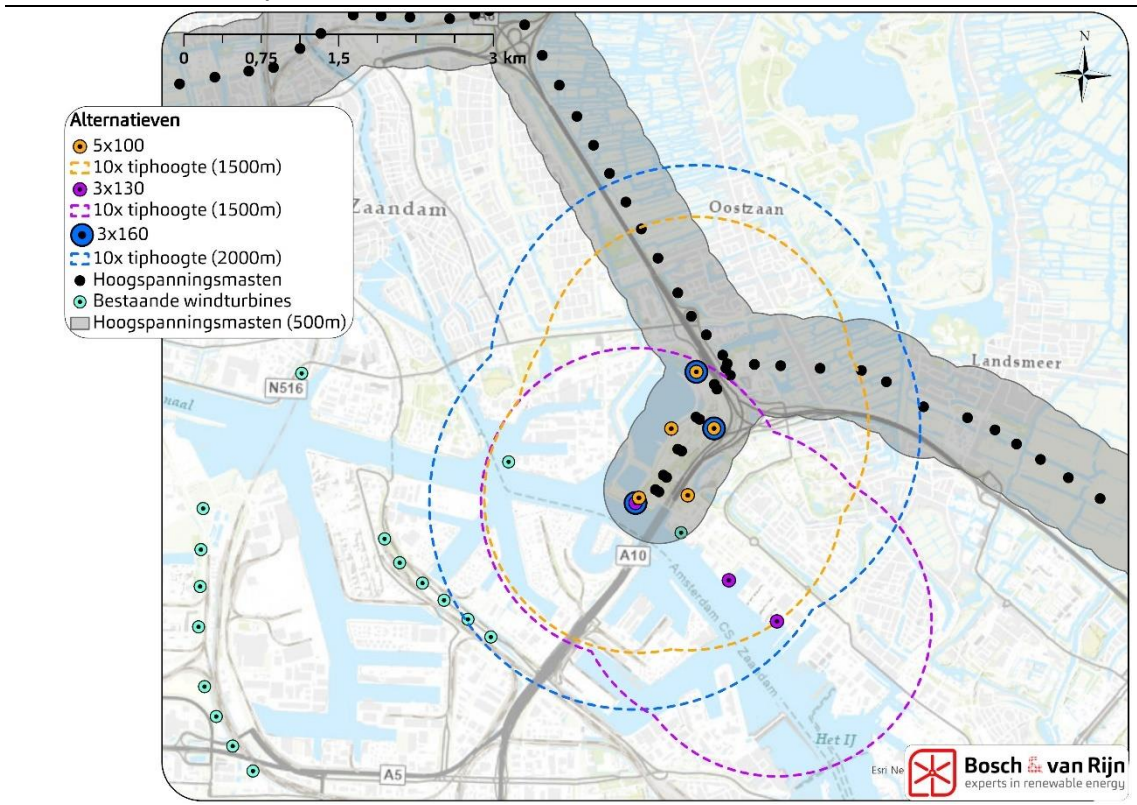 A8
N
0 0,75 1,5 3 km
Alternatieven
5x100
10x tiphoogte (1500m)
3x130
10x tiphoogte (1500m)
3x160
10x tiphoogte (2000m)
Hoogspanningsmasten
Bestaande windturbines
Hoogspanningsmasten (500m)
Zaandam
Oostzaan
Landsmeer
N516
naal
A10
Amsterdam CS - Zaandam
Het IJ
A5
Esri Ne
Bosch & van Rijn
experts in renewable energy